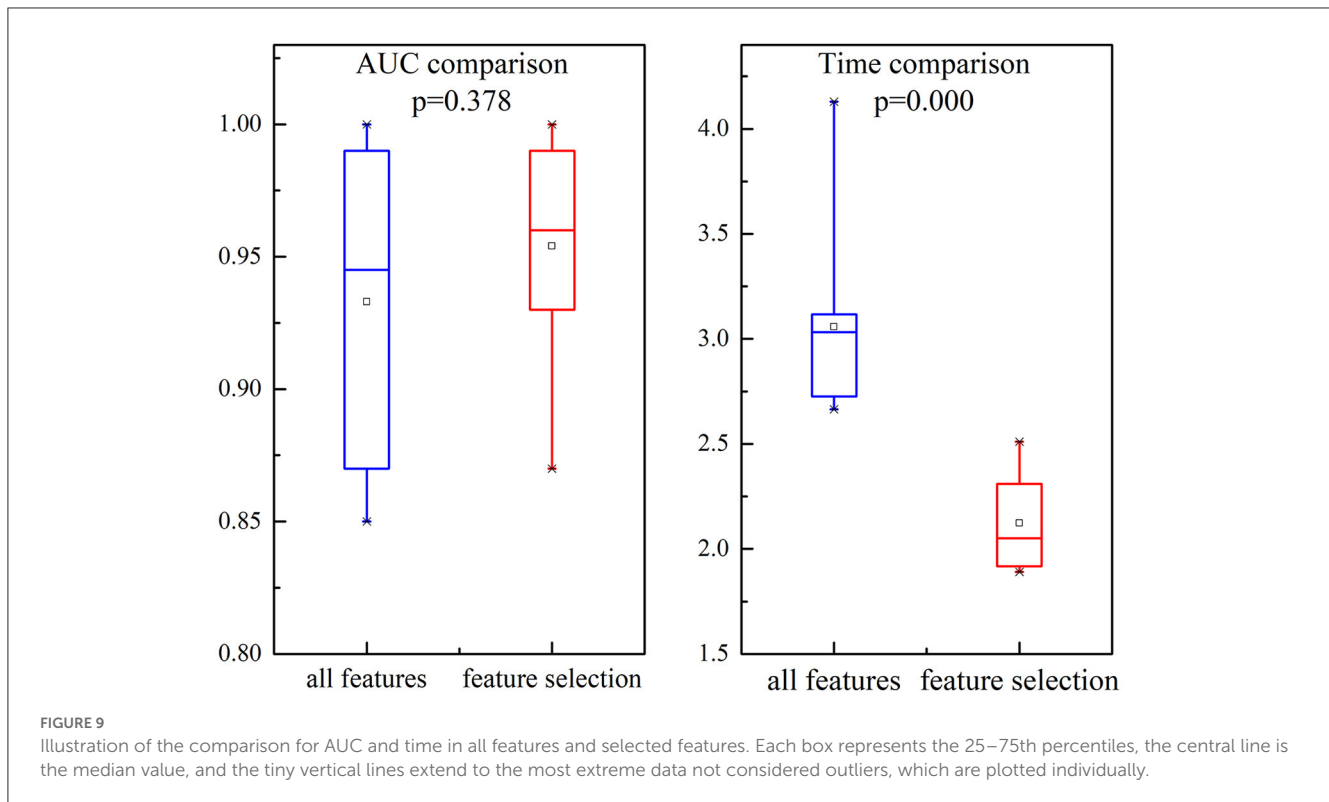 AUC comparison
p=0.378
1.00
0.95
0.90
0.85
0.80
all features
feature selection
Time comparison
p=0.000
4.0
3.5
3.0
2.5
2.0
1.5
all features
feature selection
FIGURE 9
Illustration of the comparison for AUC and time in all features and selected features. Each box represents the 25–75th percentiles, the central line is
the median value, and the tiny vertical lines extend to the most extreme data not considered outliers, which are plotted individually.